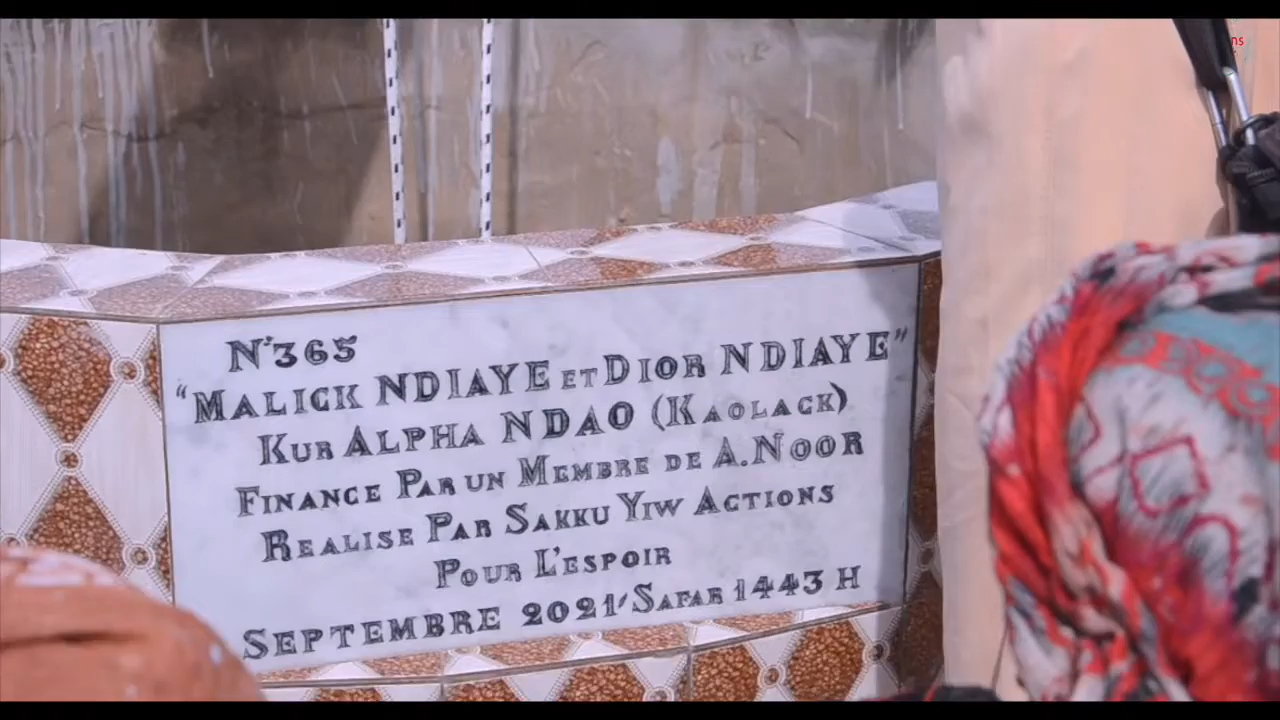 ns
N°365
"MALICK NDIAYE ET DIOR NDIAYE"
KUR ALPHA NDAO (KAOLACK)
FINANCE PAR UN MEMBRE DE A.NOOR
REALISE PAR SAKKU YIW ACTIONS
POUR L'ESPOIR
SEPTEMBRE 2021/SAFAR 1443 H